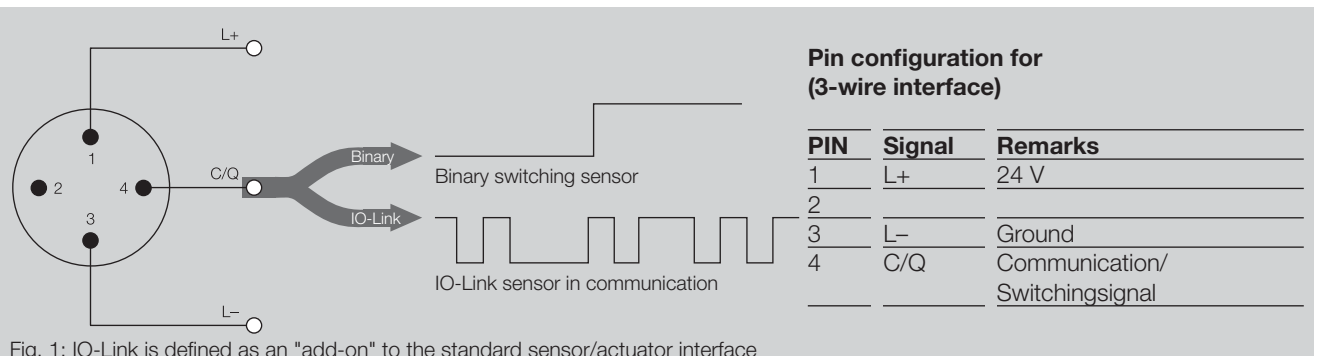 L+
1
2
4
3
C/Q
Binary
IO-Link
Binary switching sensor
IO-Link sensor in communication
L–
Pin configuration for
(3-wire interface)
PIN Signal Remarks
1 L+ 24 V
2
3 L– Ground
4 C/Q Communication/
Switchingsignal
Fig. 1: IO-Link is defined as an "add-on" to the standard sensor/actuator interface